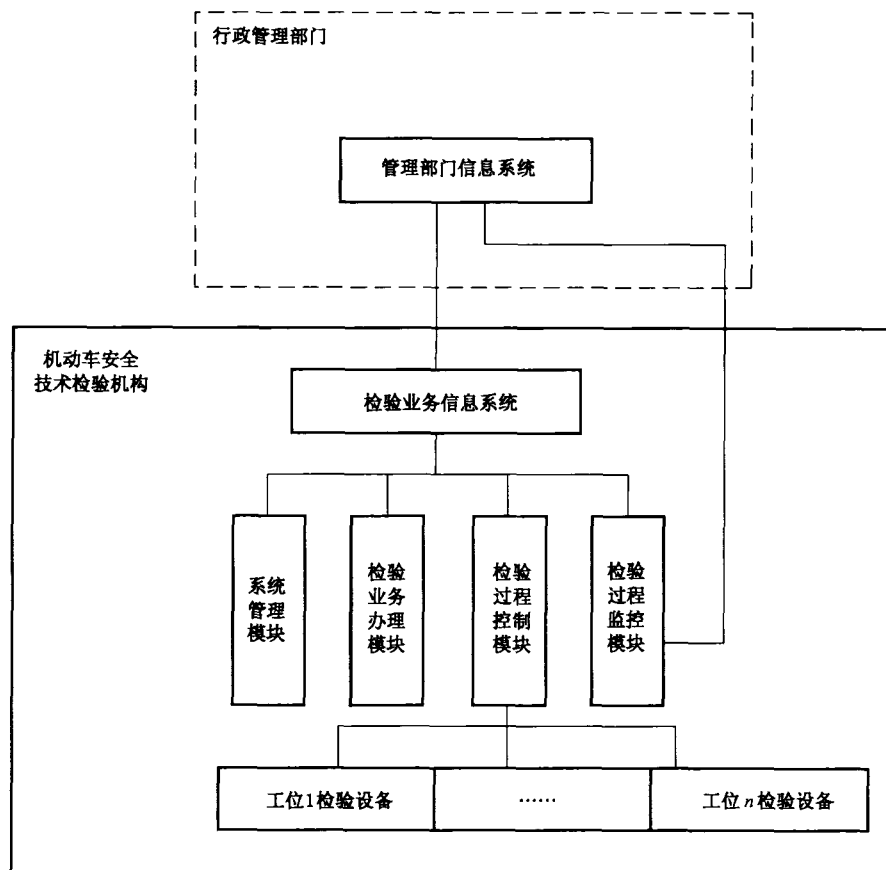 行政管理部门
管理部门信息系统
机动车安全
技术检验机构
检验业务信息系统
系统
管理
模块
检验
业务
办理
模块
检验
过程
控制
模块
检验
过程
监控
模块
工位1检验设备
……
工位n检验设备